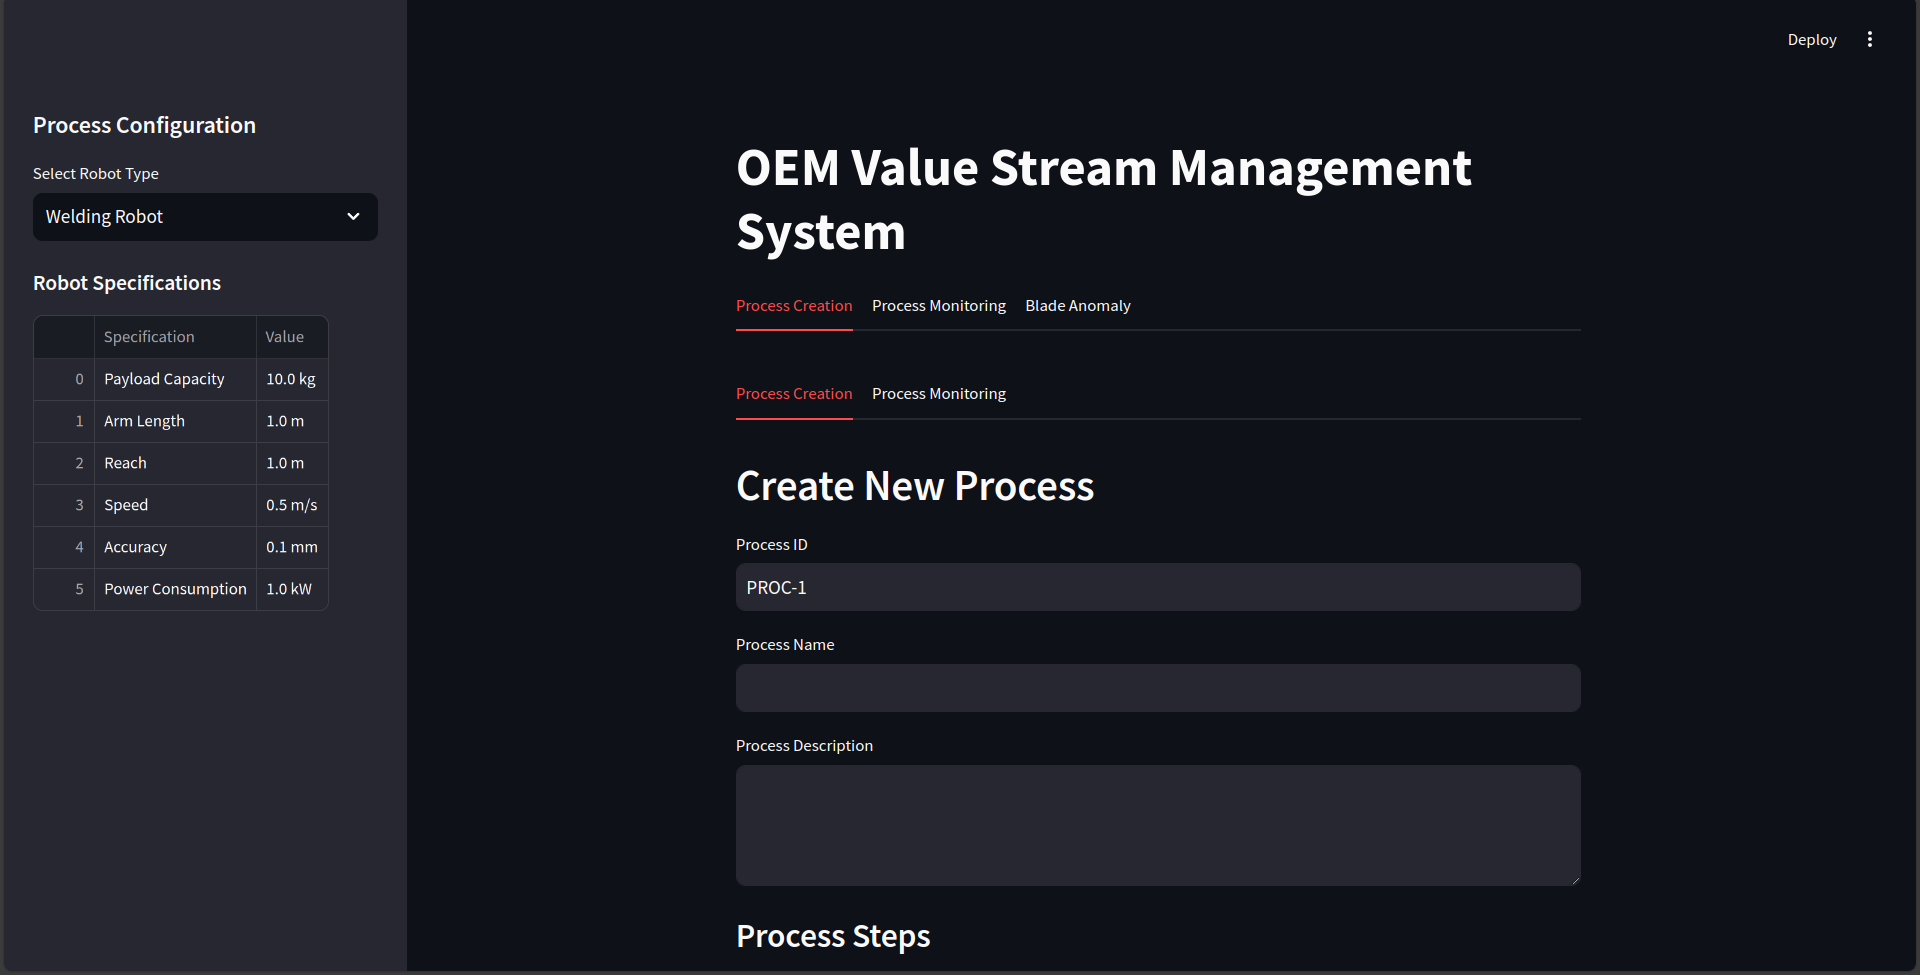 Deploy
Process Configuration
Select Robot Type
Welding Robot
Robot Specifications
Specification Value
0 Payload Capacity 10.0 kg
1 Arm Length 1.0 m
2 Reach 1.0 m
3 Speed 0.5 m/s
4 Accuracy 0.1 mm
5 Power Consumption 1.0 kW
OEM Value Stream Management
System
Process Creation Process Monitoring Blade Anomaly
Process Creation Process Monitoring
Create New Process
Process ID
PROC-1
Process Name
Process Description
Process Steps